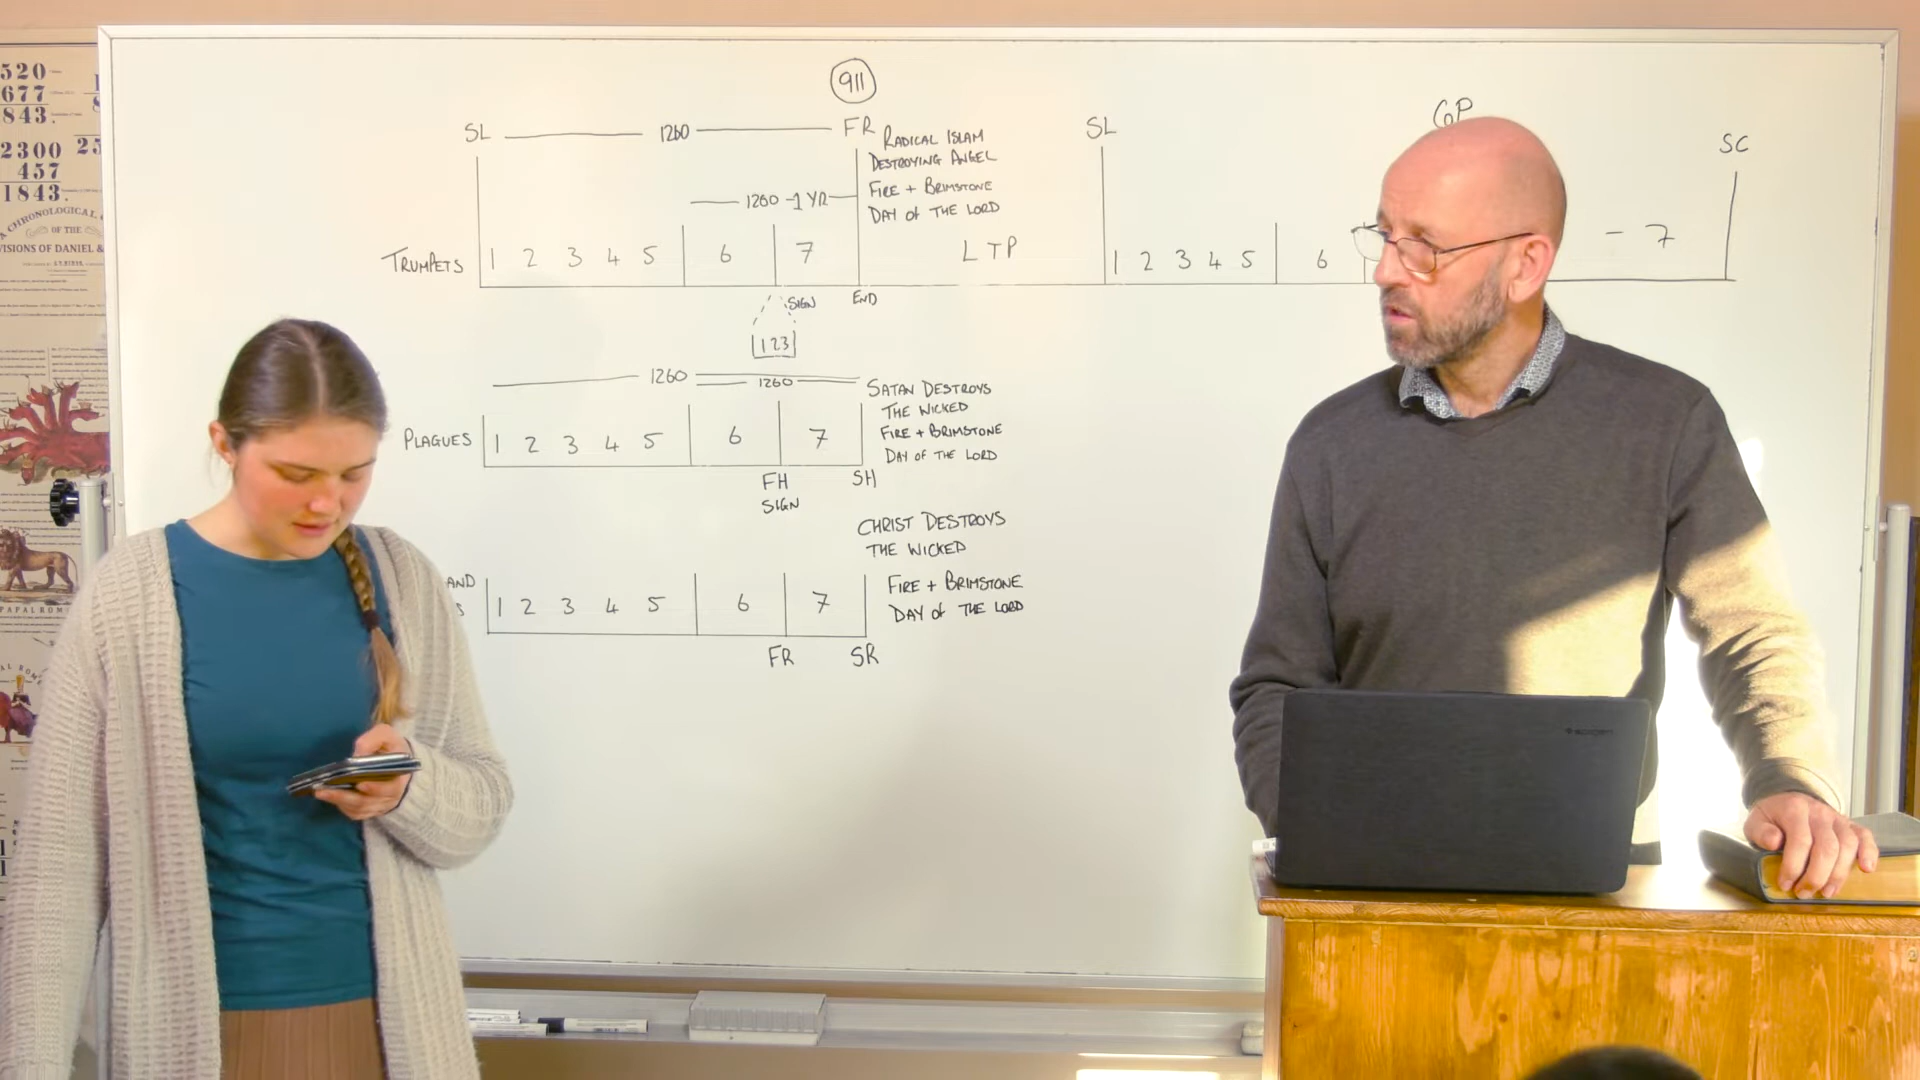 520
677
843.
2300
457
1843.
A CHRONOLOGICAL
OF THE
VISIONS OF DANIEL &
PAPAL ROM
911
SL 1260 FR
RADICAL ISLAM
DESTROYING ANGEL
FIRE + BRIMSTONE
DAY OF THE LORD
1260 - 1 YR
TRUMPETS 1 2 3 4 5 6 7
SIGN END
123
LTP
SL COP SC
1 2 3 4 5 6 - 7
1260 1260
SATAN DESTROYS
THE WICKED
FIRE + BRIMSTONE
DAY OF THE LORD
PLAGUES 1 2 3 4 5 6 7
FH SH
SIGN
CHRIST DESTROYS
THE WICKED
FIRE + BRIMSTONE
DAY OF THE LORD
AND
S 1 2 3 4 5 6 7
FR SR